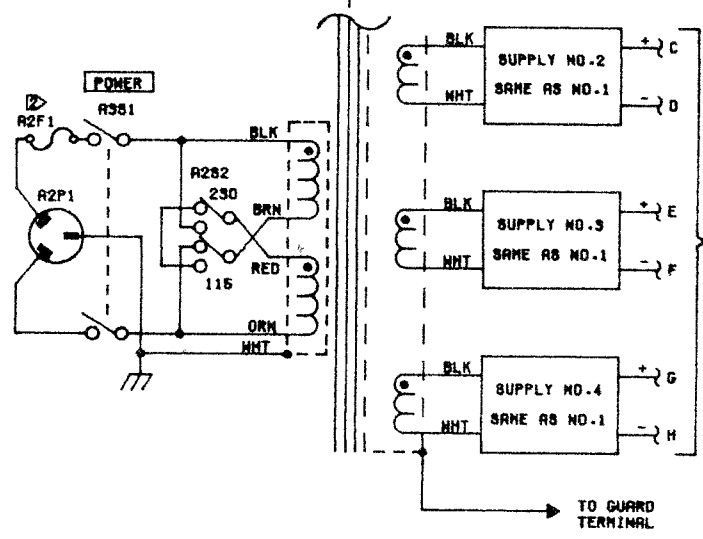 BLK
SUPPLY NO.2
SAME AS NO.1
+ C
WHT
- D
POWER
2
A2F1
A3S1
BLK
A2S2
230
A2P1
BRN
RED
115
ORN
WHT
BLK
SUPPLY NO.3
SAME AS NO.1
+ E
WHT
- F
BLK
SUPPLY NO.4
SAME AS NO.1
+ G
WHT
- H
TO GUARD
TERMINAL